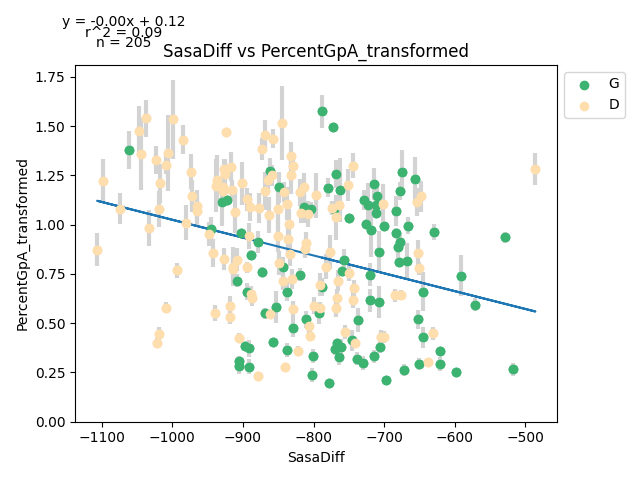 y = -0.00x + 0.12
r^2 = 0.09
n = 205
SasaDiff vs PercentGpA_transformed
G
D
PercentGpA_transformed
1.75
1.50
1.25
1.00
0.75
0.50
0.25
0.00
−1100 −1000 −900 −800 −700 −600 −500
SasaDiff